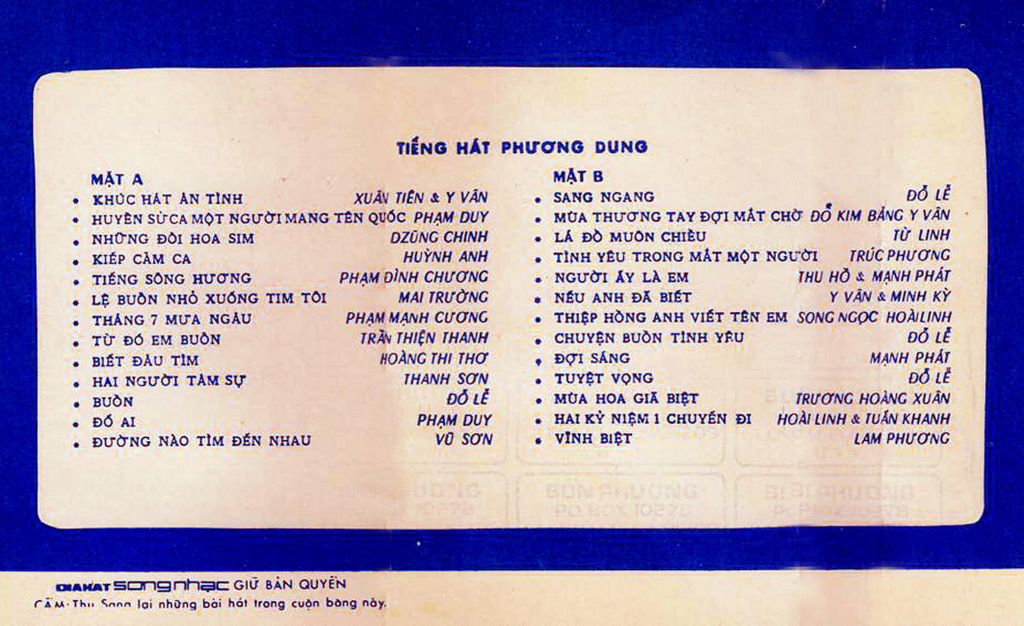 TIẾNG HÁT PHƯƠNG DUNG
MẶT A
• KHÚC HÁT ÂN TÌNH XUÂN TIÊN & Y VÂN
• HUYỀN SỬ CA MỘT NGƯỜI MANG TÊN QUỐC PHẠM DUY
• NHỮNG ĐỒI HOA SIM DZŨNG CHINH
• KIẾP CẦM CA HUỲNH ANH
• TIẾNG SÔNG HƯƠNG PHẠM ĐÌNH CHƯƠNG
• LỆ BUỒN NHỎ XUỐNG TIM TÔI MAI TRƯỜNG
• THÁNG 7 MƯA NGÂU PHẠM MẠNH CƯƠNG
• TỪ ĐÓ EM BUỒN TRẦN THIỆN THANH
• BIẾT ĐÂU TÌM HOÀNG THI THƠ
• HAI NGƯỜI TÂM SỰ THANH SƠN
• BUỒN ĐỖ LỄ
• ĐỐ AI PHẠM DUY
• ĐƯỜNG NÀO TÌM ĐẾN NHAU VŨ SƠN
MẶT B
• SANG NGANG ĐỖ LỄ
• MÙA THƯƠNG TAY ĐỢI MẮT CHỜ ĐỖ KIM BẢNG Y VÂN
• LÁ ĐỔ MUÔN CHIỀU TỪ LINH
• TÌNH YÊU TRONG MẮT MỘT NGƯỜI TRÚC PHƯƠNG
• NGƯỜI ẤY LÀ EM THU HỒ & MẠNH PHÁT
• NẾU ANH ĐÃ BIẾT Y VÂN & MINH KỲ
• THIỆP HỒNG ANH VIẾT TÊN EM SONG NGỌC HOÀI LINH
• CHUYỆN BUỒN TÌNH YÊU ĐỖ LỄ
• ĐỢI SÁNG MẠNH PHÁT
• TUYỆT VỌNG ĐỖ LỄ
• MÙA HOA GIÃ BIỆT TRƯƠNG HOÀNG XUÂN
• HAI KỶ NIỆM 1 CHUYẾN ĐI HOÀI LINH & TUẤN KHANH
• VĨNH BIỆT LAM PHƯƠNG
BON PHUONG
PO BOX 10278
DIAHAT songnhạc GIỮ BẢN QUYỀN
CẤM: Thu Sang lại những bài hát trong cuộn băng này.